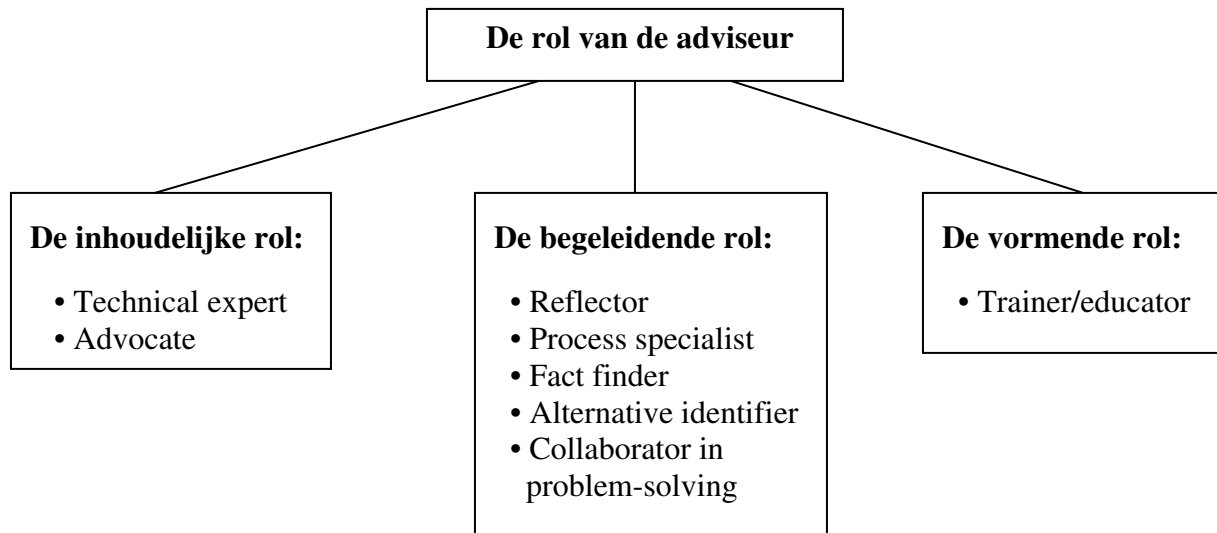 De rol van de adviseur
De inhoudelijke rol:
• Technical expert
• Advocate
De begeleidende rol:
• Reflector
• Process specialist
• Fact finder
• Alternative identifier
• Collaborator in
problem-solving
De vormende rol:
• Trainer/educator